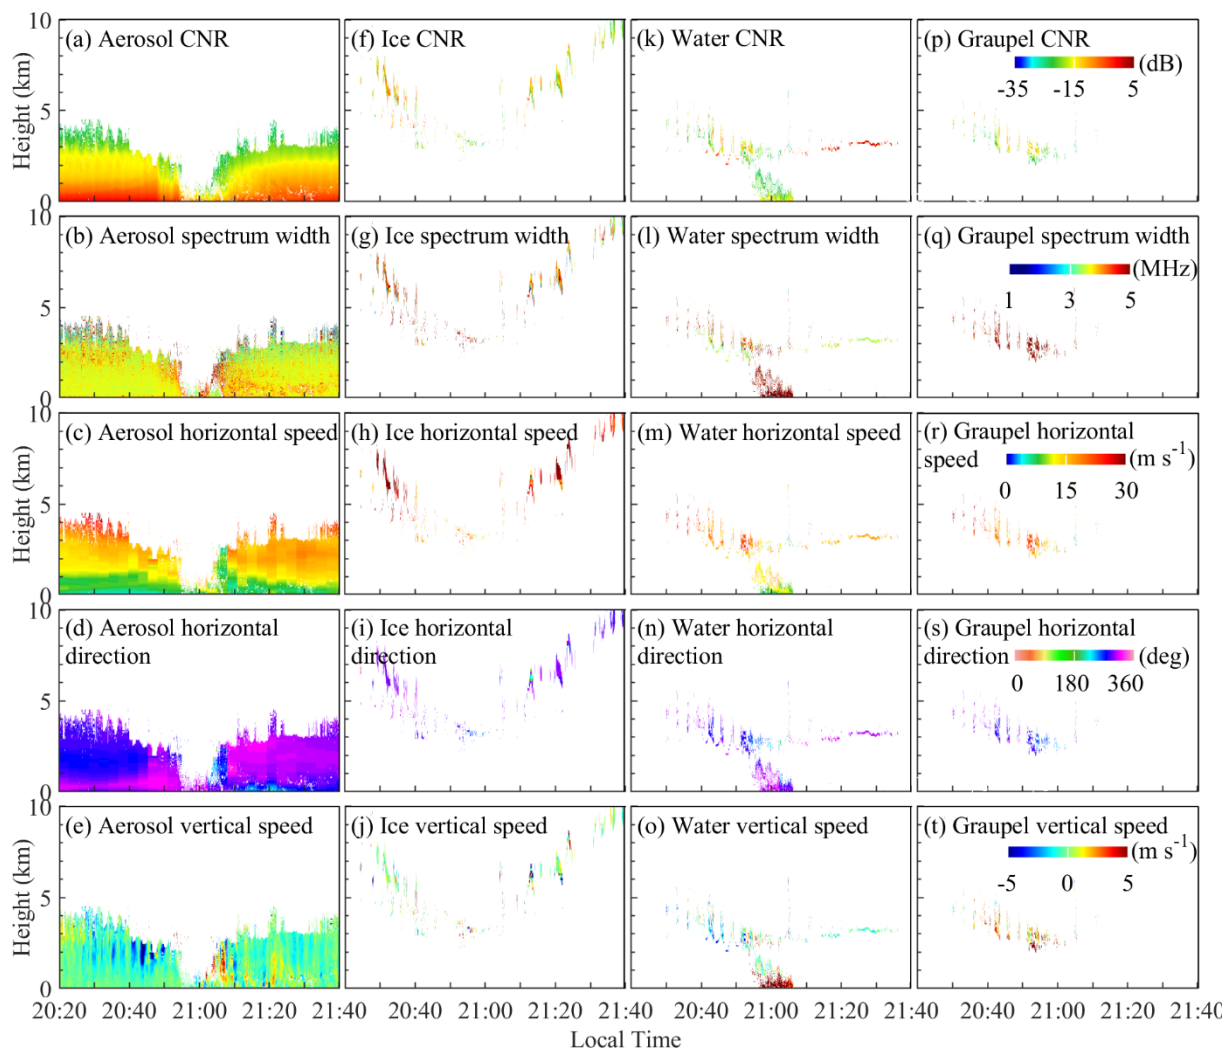 10
(a) Aerosol CNR
(f) Ice CNR
(k) Water CNR
(p) Graupel CNR
(dB)
-35 -15 5
Height (km)
5
0
10
(b) Aerosol spectrum width
(g) Ice spectrum width
(l) Water spectrum width
(q) Graupel spectrum width
(MHz)
1 3 5
Height (km)
5
0
10
(c) Aerosol horizontal speed
(h) Ice horizontal speed
(m) Water horizontal speed
(r) Graupel horizontal
speed
(m s⁻¹)
0 15 30
Height (km)
5
0
10
(d) Aerosol horizontal
direction
(i) Ice horizontal
direction
(n) Water horizontal
direction
(s) Graupel horizontal
direction
(deg)
0 180 360
Height (km)
5
0
10
(e) Aerosol vertical speed
(j) Ice vertical speed
(o) Water vertical speed
(t) Graupel vertical speed
(m s⁻¹)
-5 0 5
Height (km)
5
0
20:20 20:40 21:00 21:20 21:40 20:40 21:00 21:20 21:40 20:40 21:00 21:20 21:40 20:40 21:00 21:20 21:40
Local Time